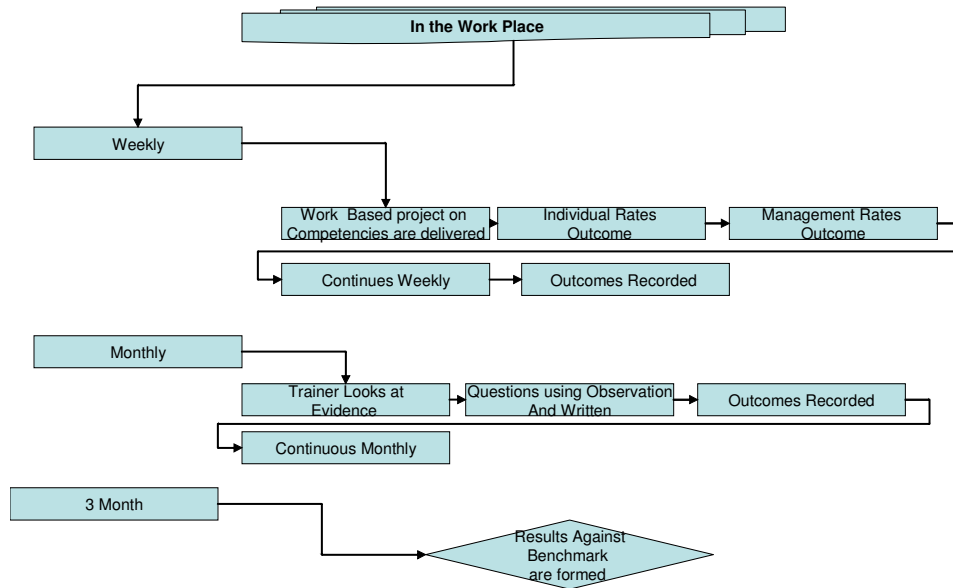 In the Work Place
Weekly
Work Based project on
Competencies are delivered
Individual Rates
Outcome
Management Rates
Outcome
Continues Weekly
Outcomes Recorded
Monthly
Trainer Looks at
Evidence
Questions using Observation
And Written
Outcomes Recorded
Continuous Monthly
3 Month
Results Against
Benchmark
are formed